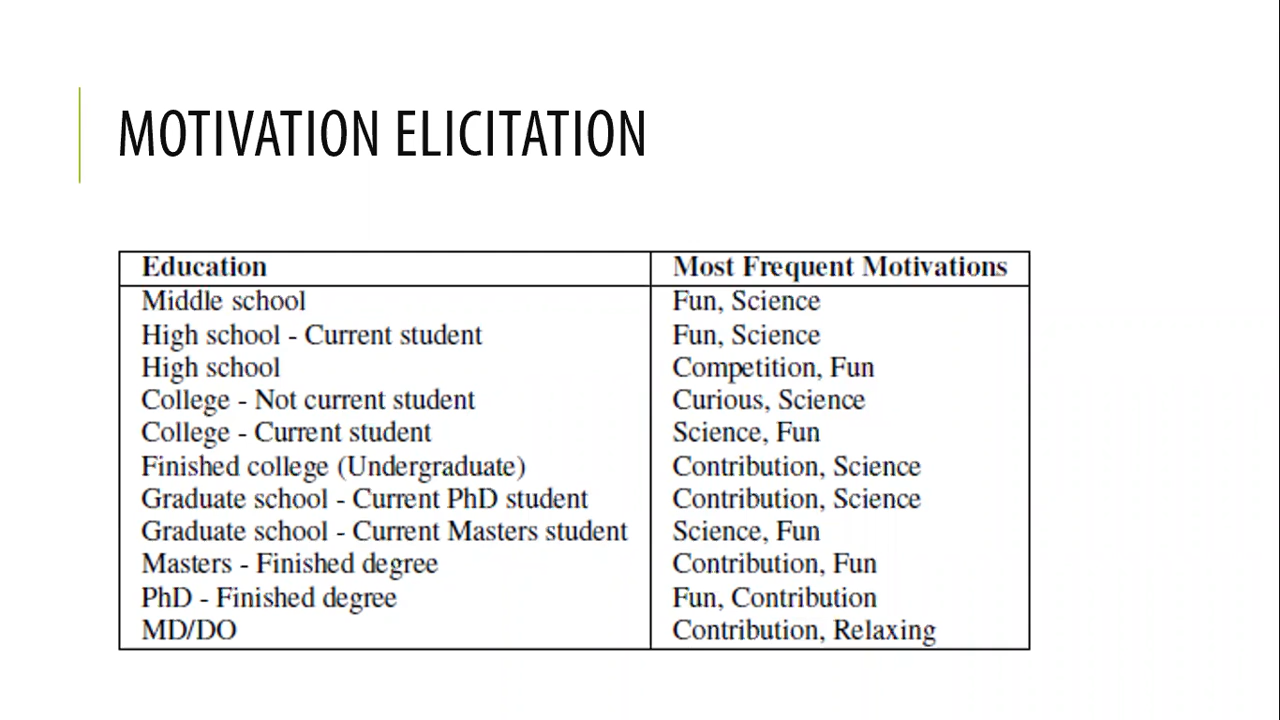 MOTIVATION ELICITATION
Education Most Frequent Motivations
Middle school Fun, Science
High school - Current student Fun, Science
High school Competition, Fun
College - Not current student Curious, Science
College - Current student Science, Fun
Finished college (Undergraduate) Contribution, Science
Graduate school - Current PhD student Contribution, Science
Graduate school - Current Masters student Science, Fun
Masters - Finished degree Contribution, Fun
PhD - Finished degree Fun, Contribution
MD/DO Contribution, Relaxing